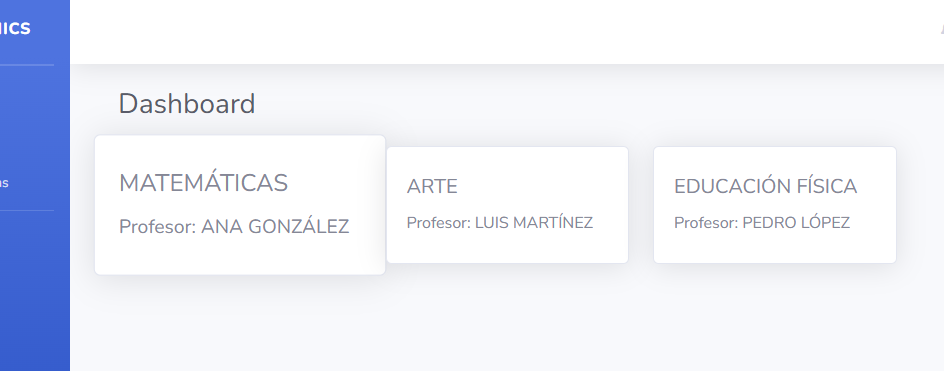 Dashboard
MATEMÁTICAS
Profesor: ANA GONZÁLEZ
ARTE
Profesor: LUIS MARTÍNEZ
EDUCACIÓN FÍSICA
Profesor: PEDRO LÓPEZ